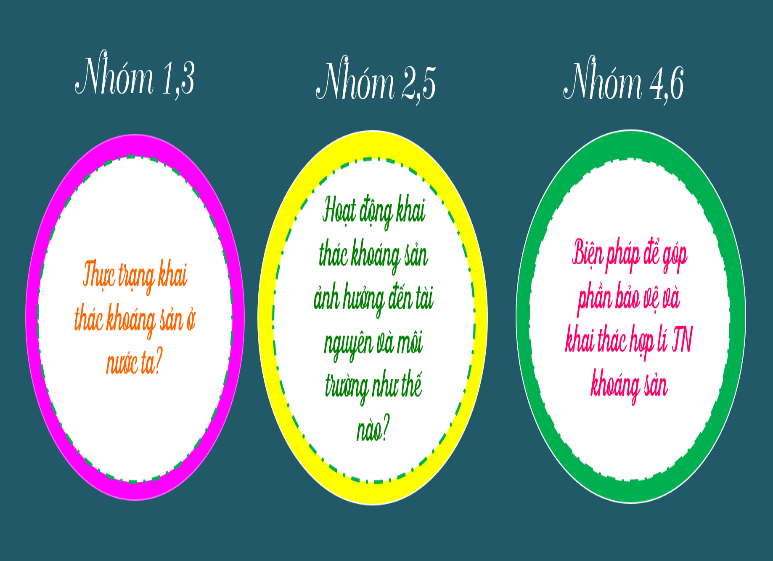 Nhóm 1,3
Thực trạng khai
thác khoáng sản ở
nước ta?
Nhóm 2,5
Hoạt động khai
thác khoáng sản
ảnh hưởng đến tài
nguyên và môi
trường như thế
nào?
Nhóm 4,6
Biện pháp để góp
phần bảo vệ và
khai thác hợp lí TN
khoáng sản